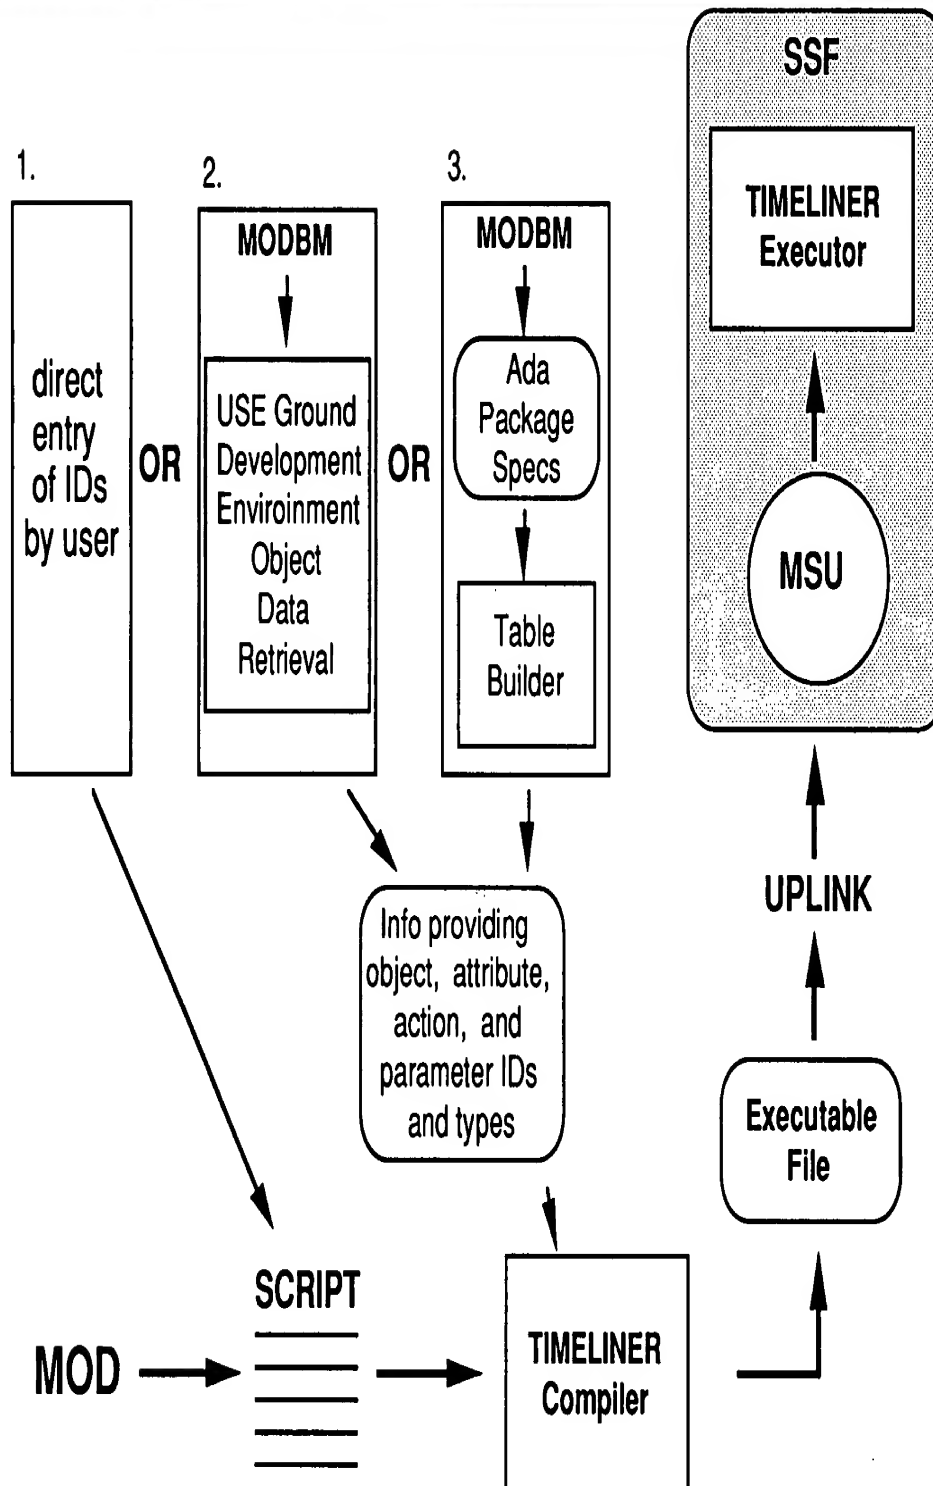 1.
direct
entry
of IDs
by user
OR
2.
MODBM
USE Ground
Development
Enviroinment
Object
Data
Retrieval
OR
3.
MODBM
Ada
Package
Specs
Table
Builder
SSF
TIMELINER
Executor
MSU
UPLINK
Executable
File
Info providing
object, attribute,
action, and
parameter IDs
and types
MOD
SCRIPT
TIMELINER
Compiler